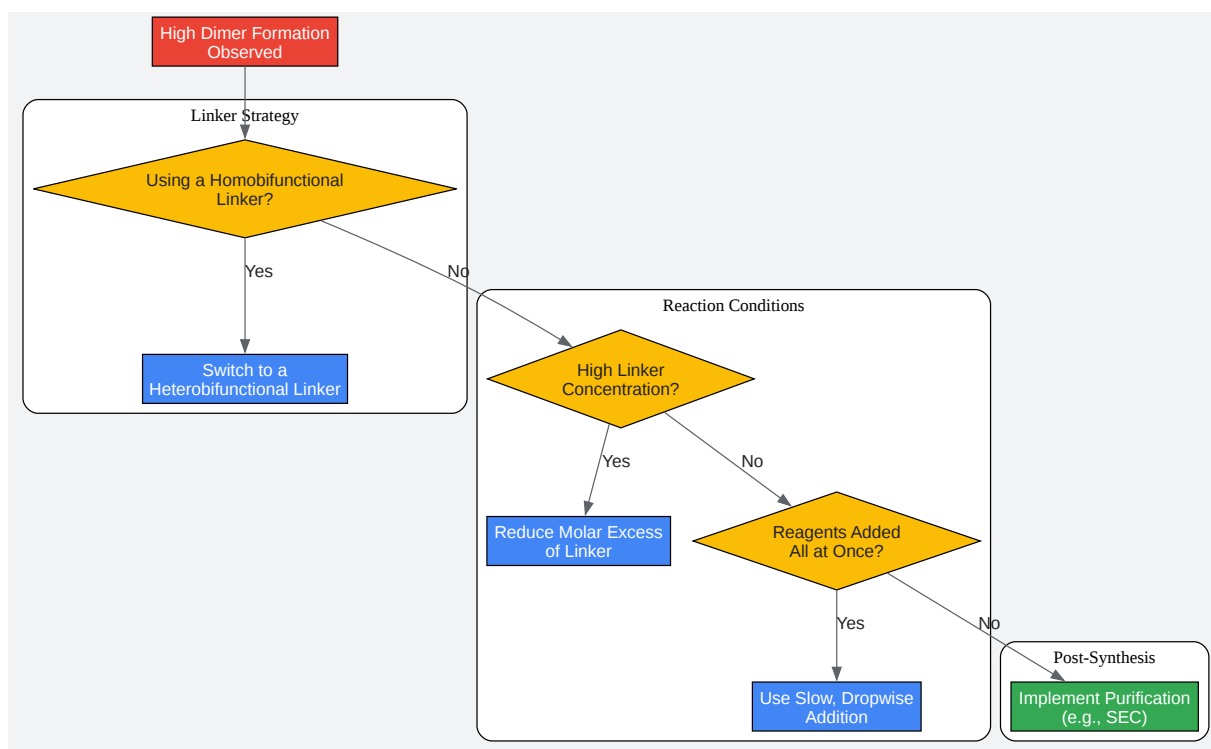 High Dimer Formation
Observed
Linker Strategy
Using a Homobifunctional
Linker?
Yes
No
Switch to a
Heterobifunctional Linker
Reaction Conditions
High Linker
Concentration?
Yes
No
Reduce Molar Excess
of Linker
Reagents Added
All at Once?
Yes
No
Use Slow, Dropwise
Addition
Post-Synthesis
Implement Purification
(e.g., SEC)